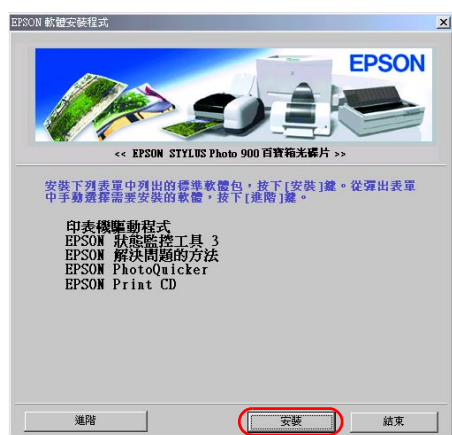 EPSON 軟體安裝程式
EPSON
<< EPSON STYLUS Photo 900 百寶箱光碟片 >>
安裝下列表單中列出的標準軟體包，按下[安裝]鍵。從彈出表單
中手動選擇需要安裝的軟體，按下[進階]鍵。
印表機驅動程式
EPSON 狀態監控工具 3
EPSON 解決問題的方法
EPSON PhotoQuicker
EPSON Print CD
進階
安裝
結束